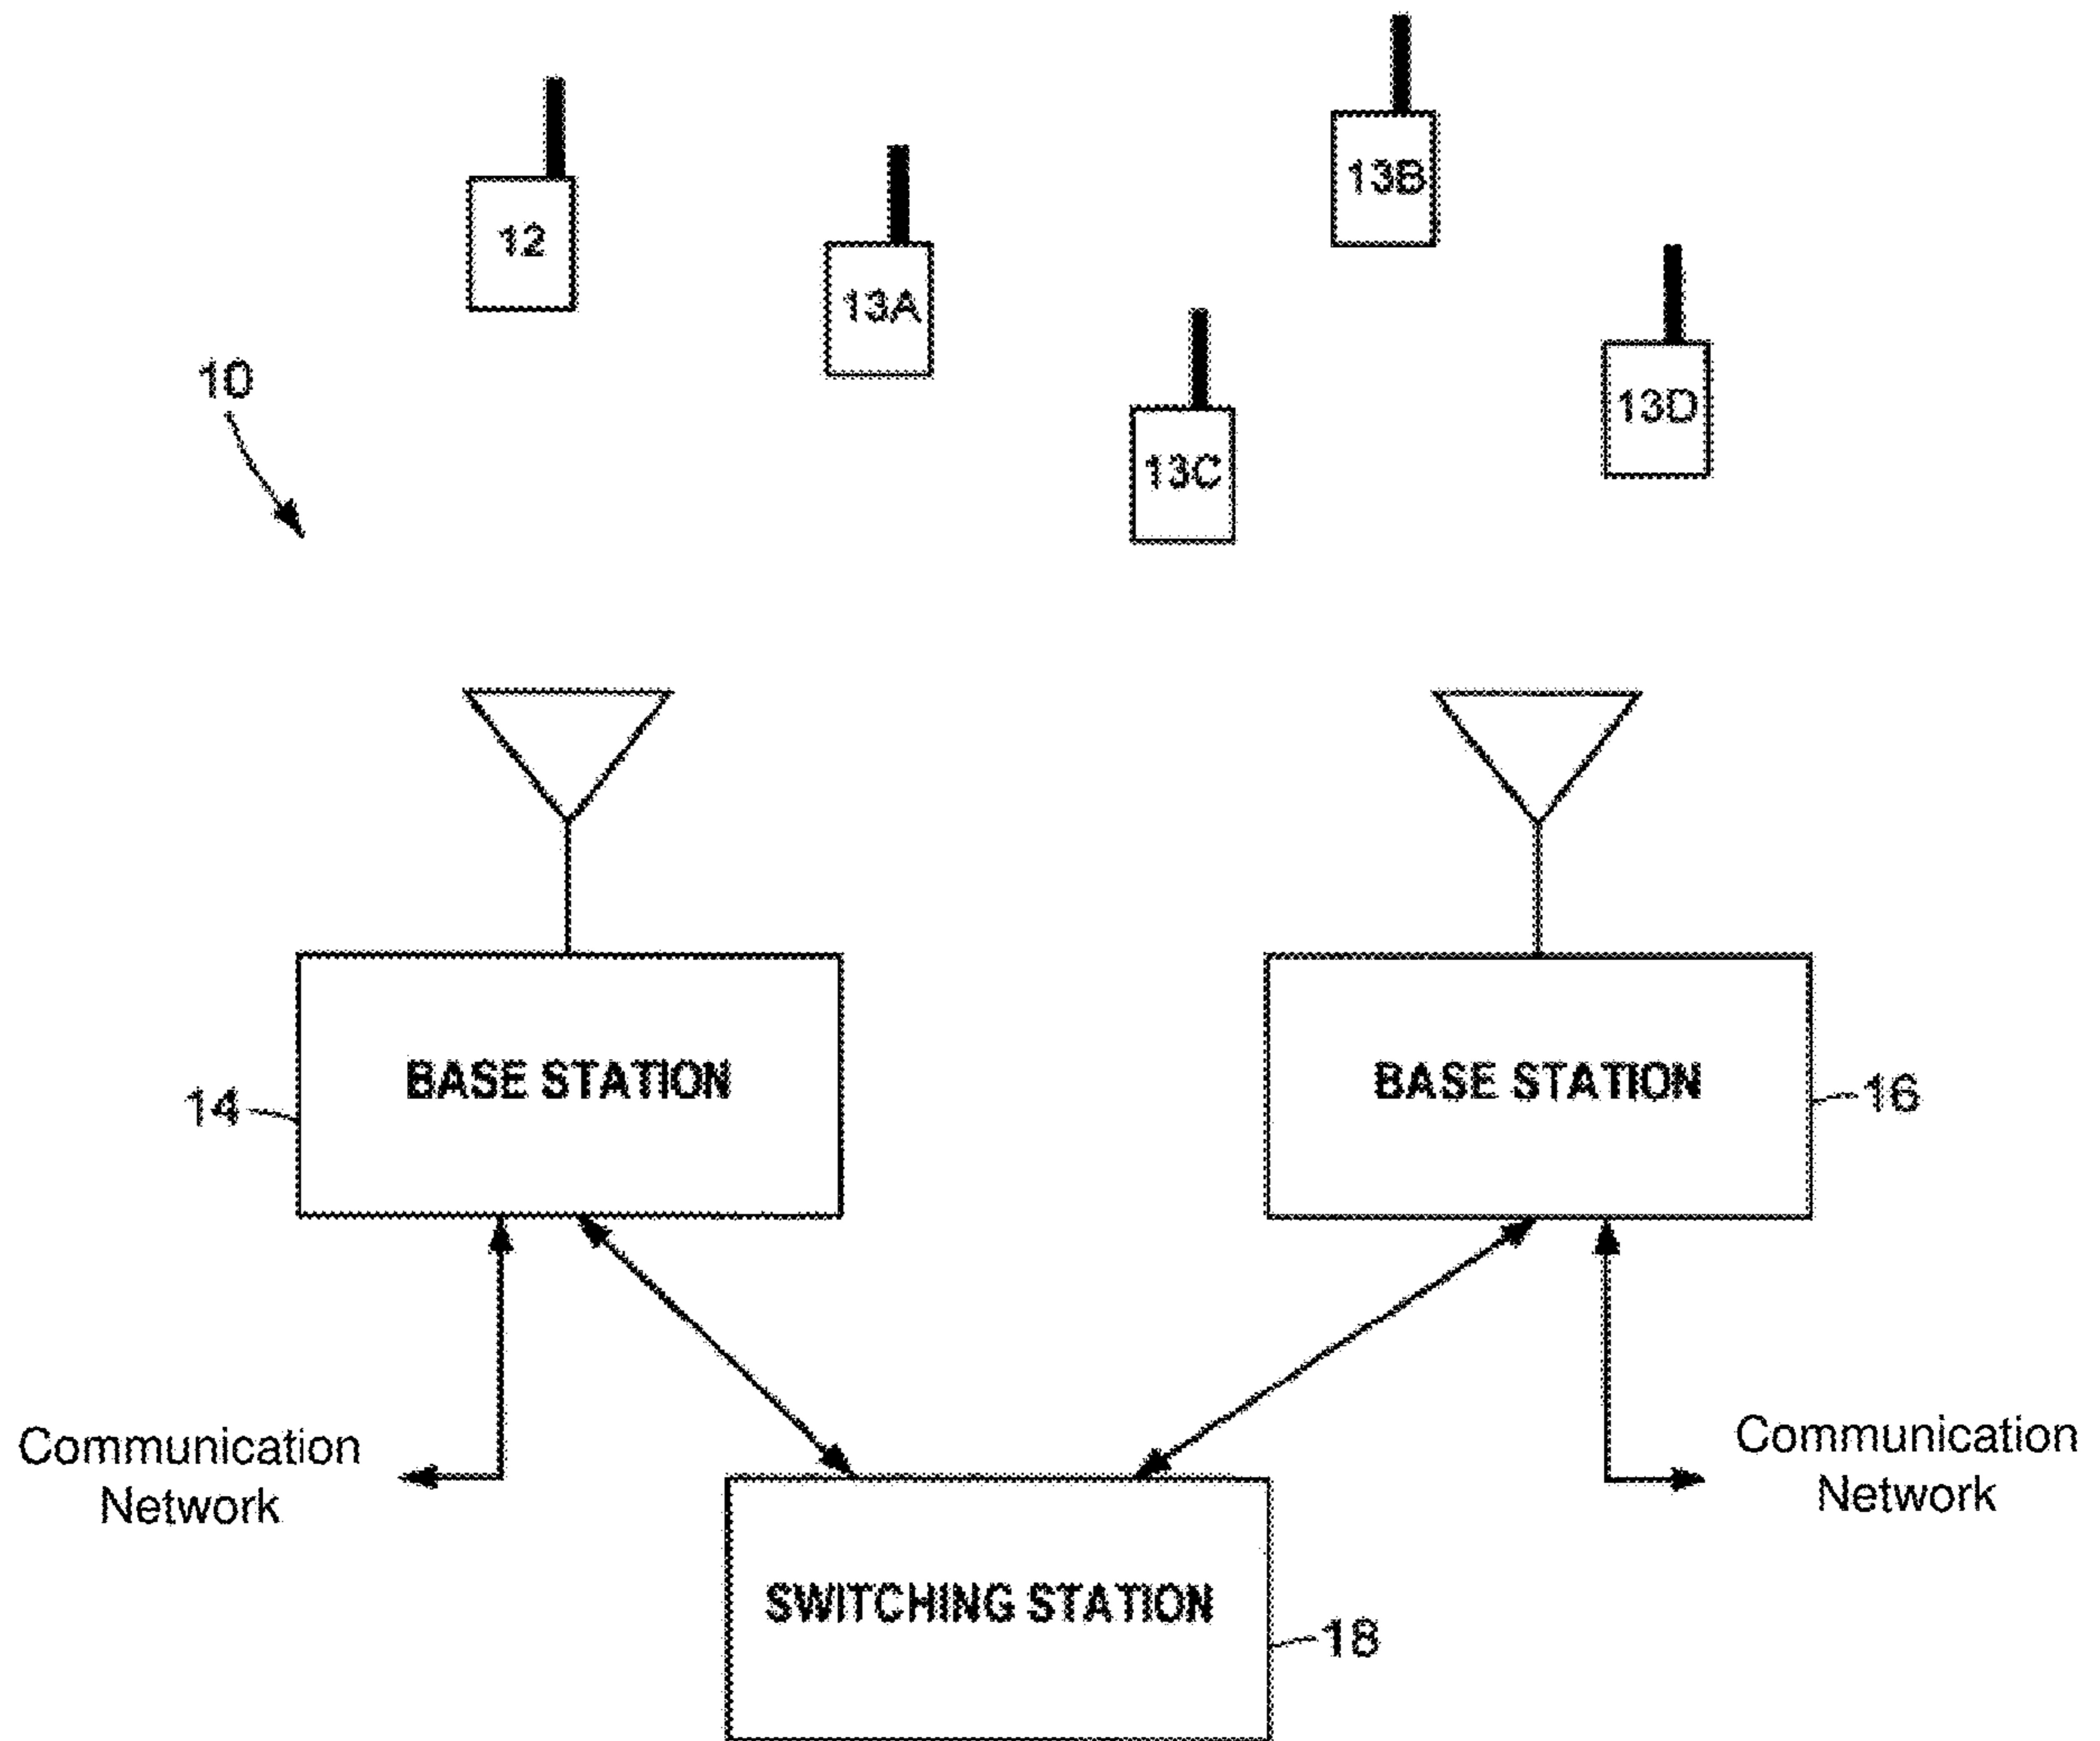 13B
12
13A
10
13D
13C
BASE STATION
BASE STATION
14
16
Communication
Network
Communication
Network
SWITCHING STATION
18